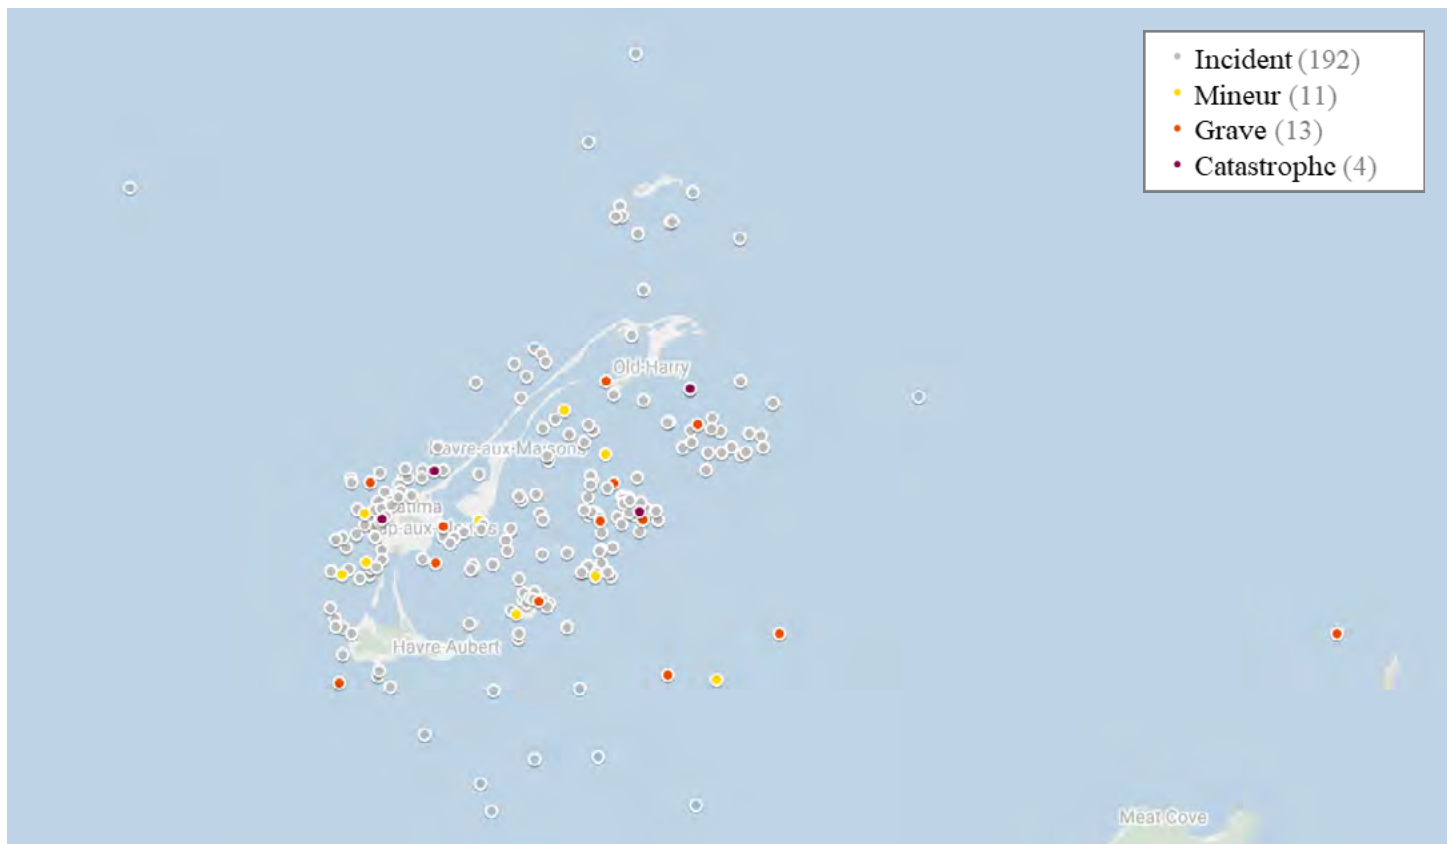 Incident (192)
Mineur (11)
Grave (13)
Catastrophe (4)
Old-Harry
Havre-aux-Maisons
Fatima
Havre-Aubert
Meat Cove